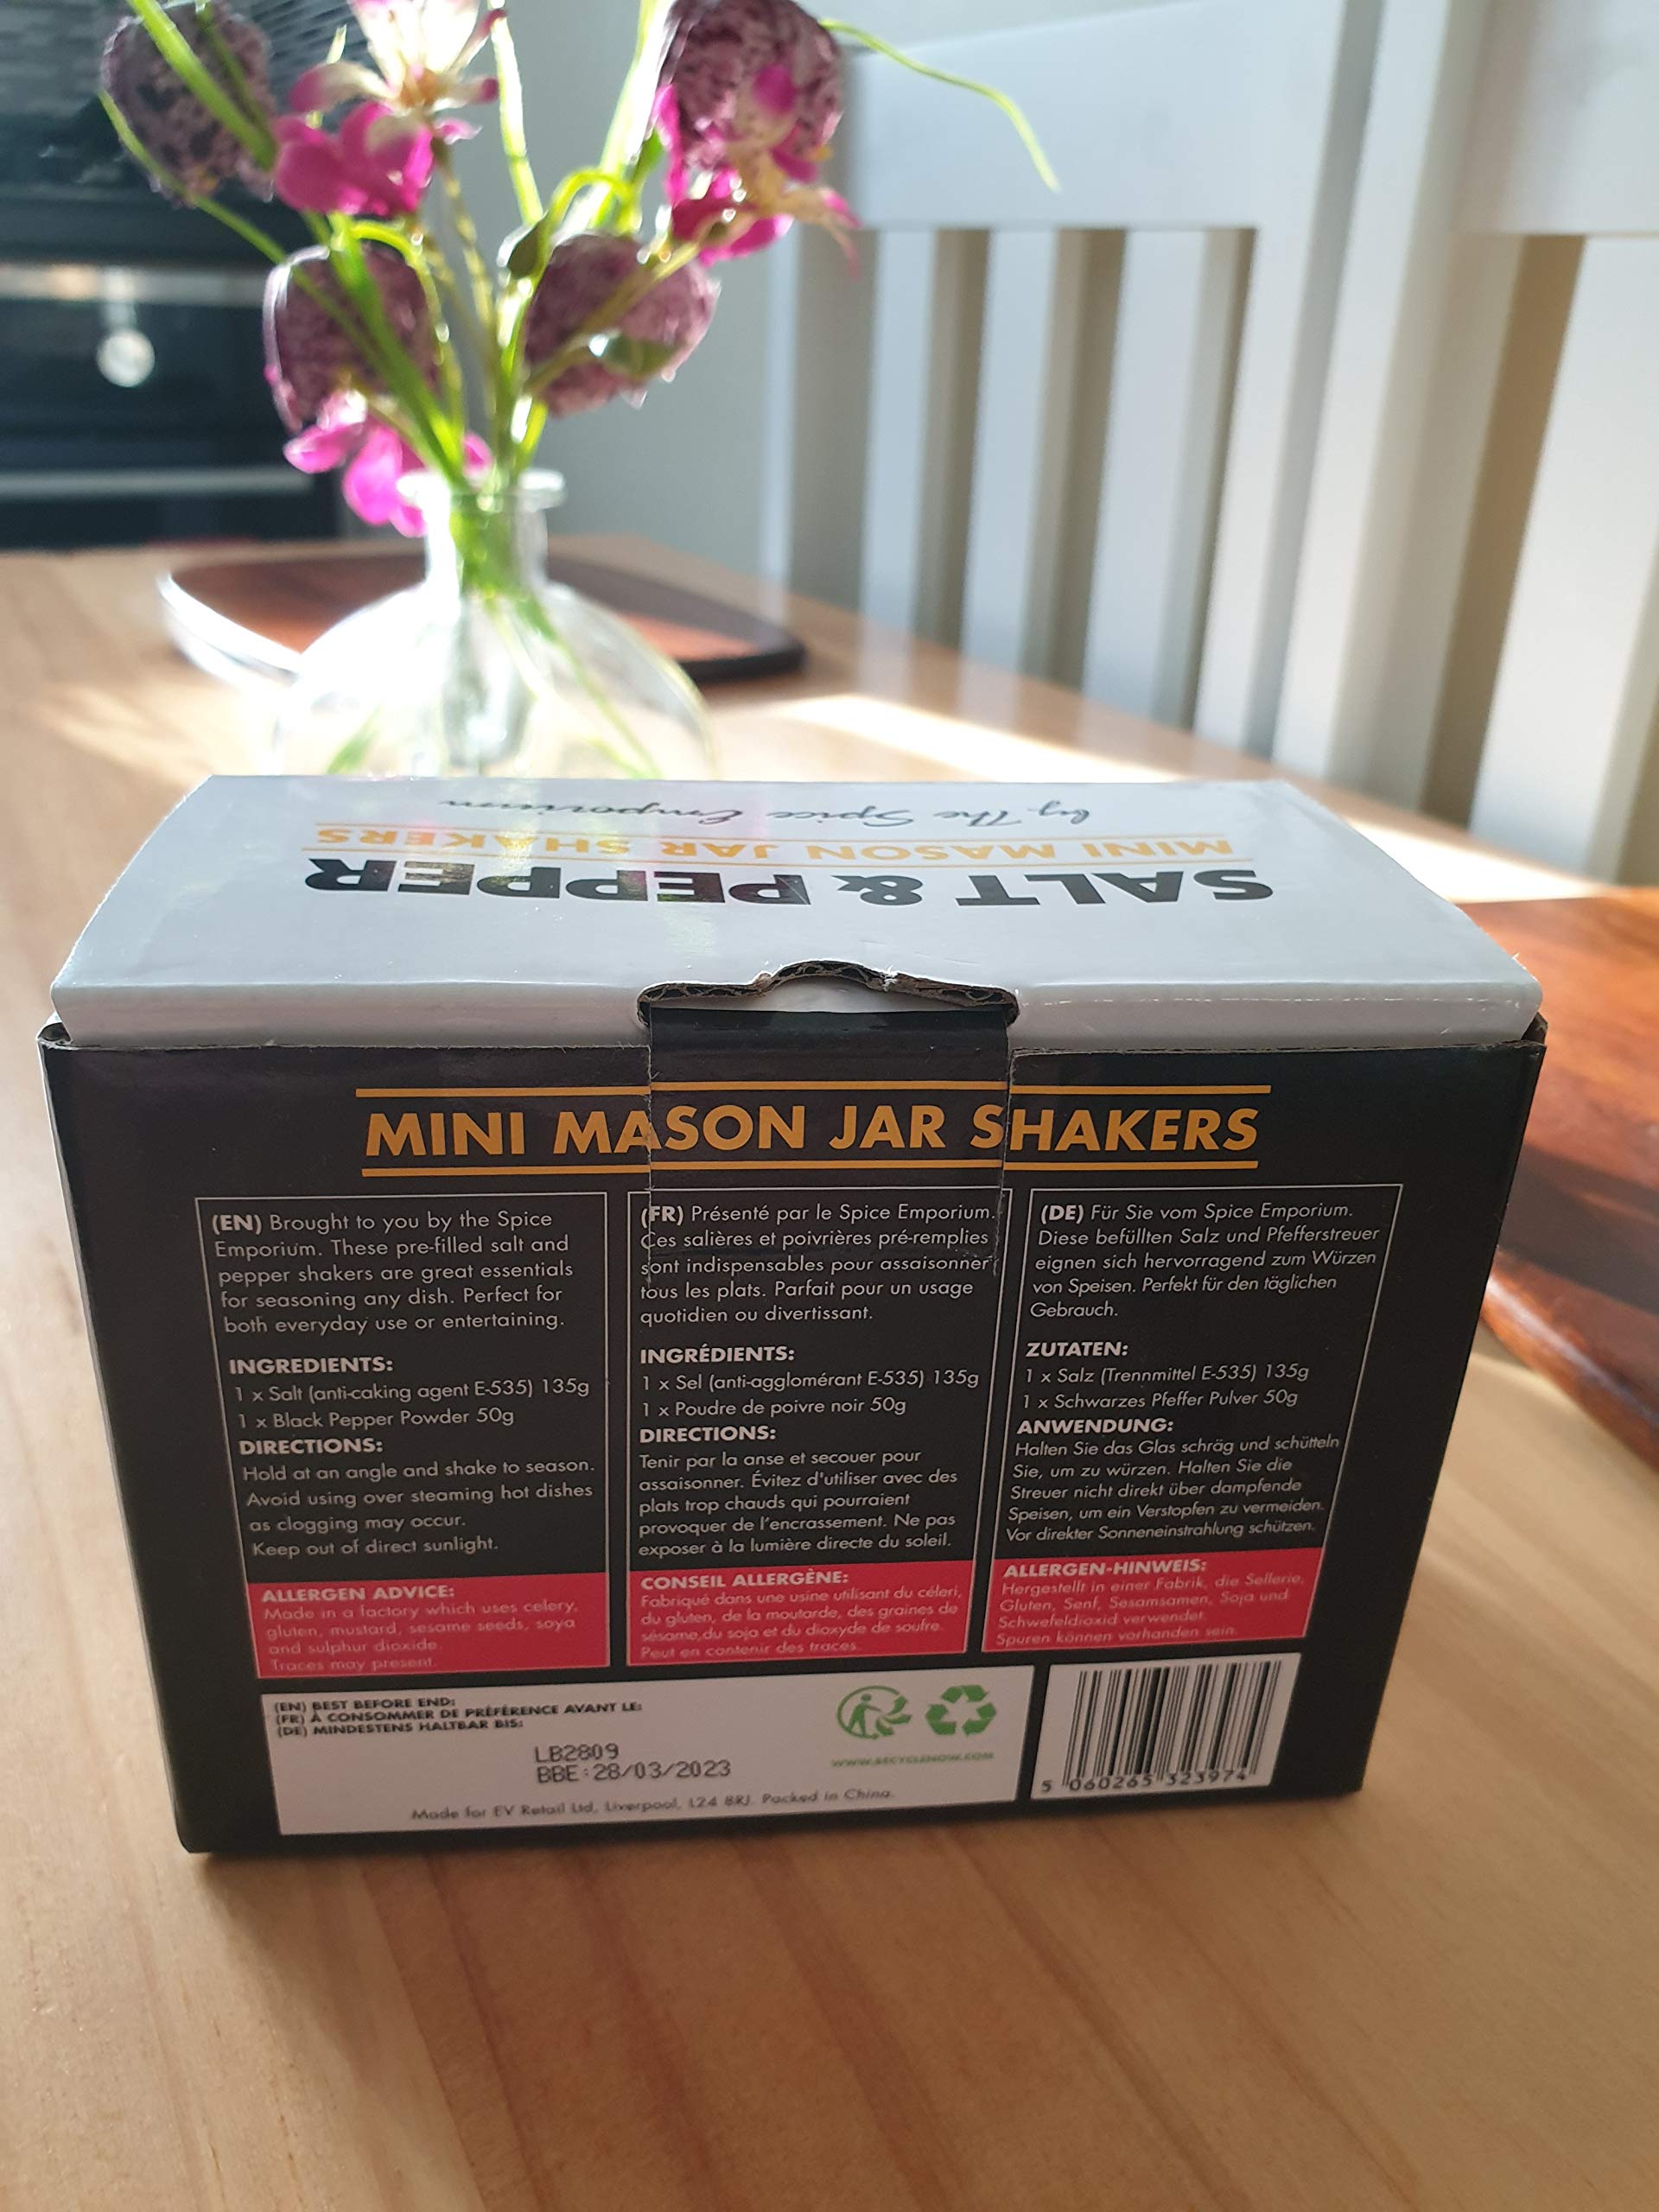 by The Spice Emporium
MINI MASON JAR SHAKERS
SALT & PEPPER
MINI MASON JAR SHAKERS
(EN) Brought to you by the Spice
Emporium. These pre-filled salt and
pepper shakers are great essentials
for seasoning any dish. Perfect for
both everyday use or entertaining.
INGREDIENTS:
1 x Salt (anti-caking agent E-535) 135g
1 x Black Pepper Powder 50g
DIRECTIONS:
Hold at an angle and shake to season.
Avoid using over steaming hot dishes
as clogging may occur.
Keep out of direct sunlight.
ALLERGEN ADVICE:
Made in a factory which uses celery,
gluten, mustard, sesame seeds, soya
and sulphur dioxide.
Traces may present.
(FR) Présenté par le Spice Emporium.
Ces salières et poivrières pré-remplies
sont indispensables pour assaisonner
tous les plats. Parfait pour un usage
quotidien ou divertissant.
INGRÉDIENTS:
1 x Sel (anti-agglomérant E-535) 135g
1 x Poudre de poivre noir 50g
DIRECTIONS:
Tenir par la anse et secouer pour
assaisonner. Évitez d'utiliser avec des
plats trop chauds qui pourraient
provoquer de l'encrassement. Ne pas
exposer à la lumière directe du soleil.
CONSEIL ALLERGÈNE:
Fabriqué dans une usine utilisant du céleri,
du gluten, de la moutarde, des graines de
sésame,du soja et du dioxyde de soufre.
Peut en contenir des traces.
(DE) Für Sie vom Spice Emporium.
Diese befüllten Salz und Pfefferstreuer
eignen sich hervorragend zum Würzen
von Speisen. Perfekt für den täglichen
Gebrauch.
ZUTATEN:
1 x Salz (Trennmittel E-535) 135g
1 x Schwarzes Pfeffer Pulver 50g
ANWENDUNG:
Halten Sie das Glas schräg und schütteln
Sie, um zu würzen. Halten Sie die
Streuer nicht direkt über dampfende
Speisen, um ein Verstopfen zu vermeiden.
Vor direkter Sonneneinstrahlung schützen.
ALLERGEN-HINWEIS:
Hergestellt in einer Fabrik, die Sellerie,
Gluten, Senf, Sesamsamen, Soja und
Schwefeldioxid verwendet.
Spuren können vorhanden sein.
(EN) BEST BEFORE END:
(FR) À CONSOMMER DE PRÉFÉRENCE AVANT LE:
(DE) MINDESTENS HALTBAR BIS:
LB2809
BBE:28/03/2023
WWW.RECYCLENOW.COM
Made for EV Retail Ltd, Liverpool, L24 8RJ. Packed in China.
5 060265 323974